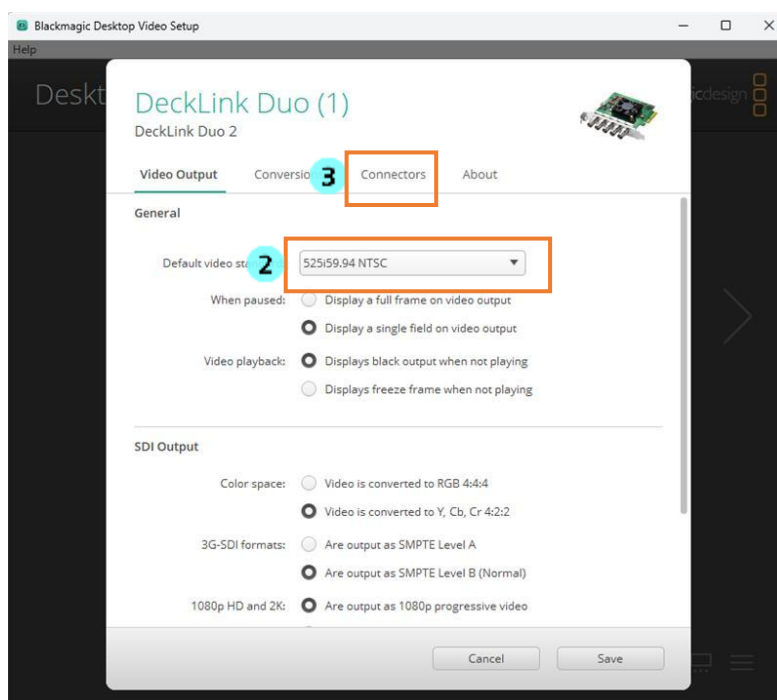 Blackmagic Desktop Video Setup
Help
Deskt
icdesign
DeckLink Duo (1)
DeckLink Duo 2
Video Output Conversio 3 Connectors About
General
Default video sta 2 525i59.94 NTSC
When paused: Display a full frame on video output
Display a single field on video output
Video playback: Displays black output when not playing
Displays freeze frame when not playing
SDI Output
Color space: Video is converted to RGB 4:4:4
Video is converted to Y, Cb, Cr 4:2:2
3G-SDI formats: Are output as SMPTE Level A
Are output as SMPTE Level B (Normal)
1080p HD and 2K: Are output as 1080p progressive video
Cancel Save